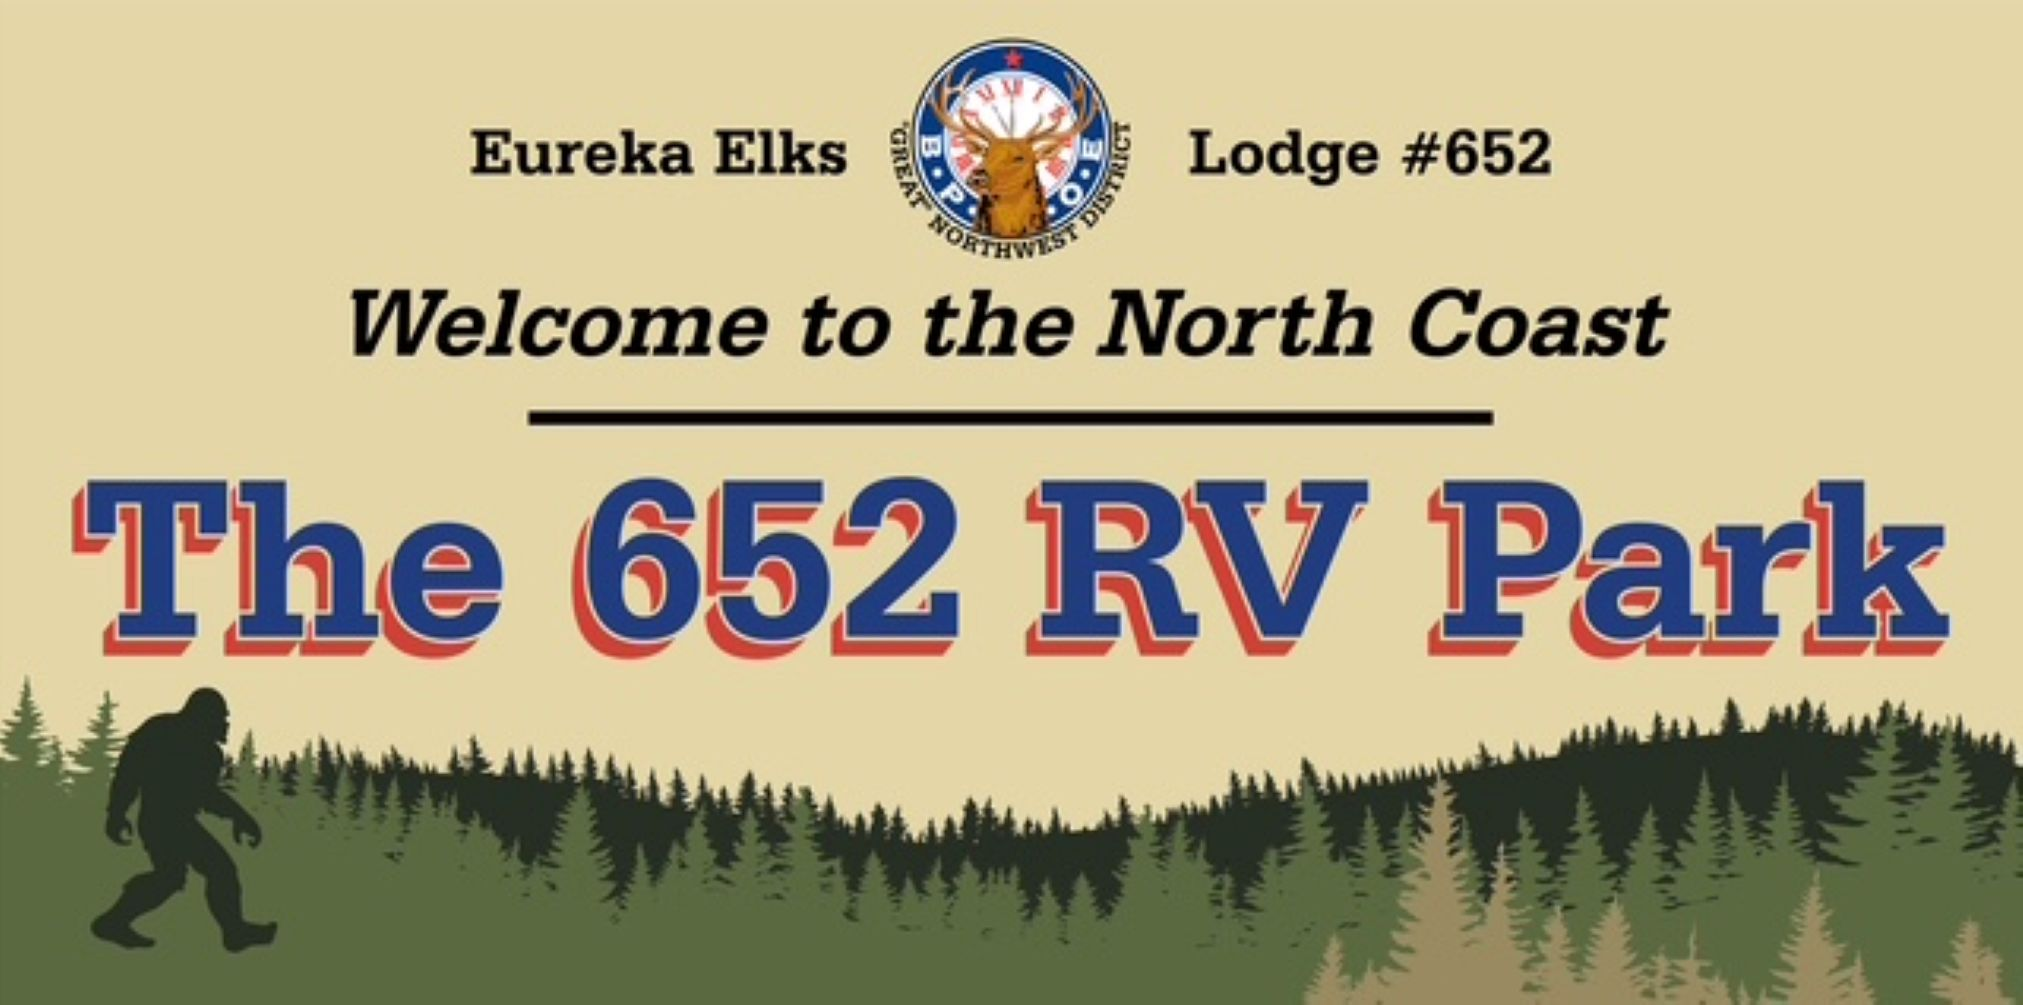 Eureka Elks
B · P · O · E
"GREAT" NORTHWEST DISTRICT
Lodge #652
Welcome to the North Coast
The 652 RV Park